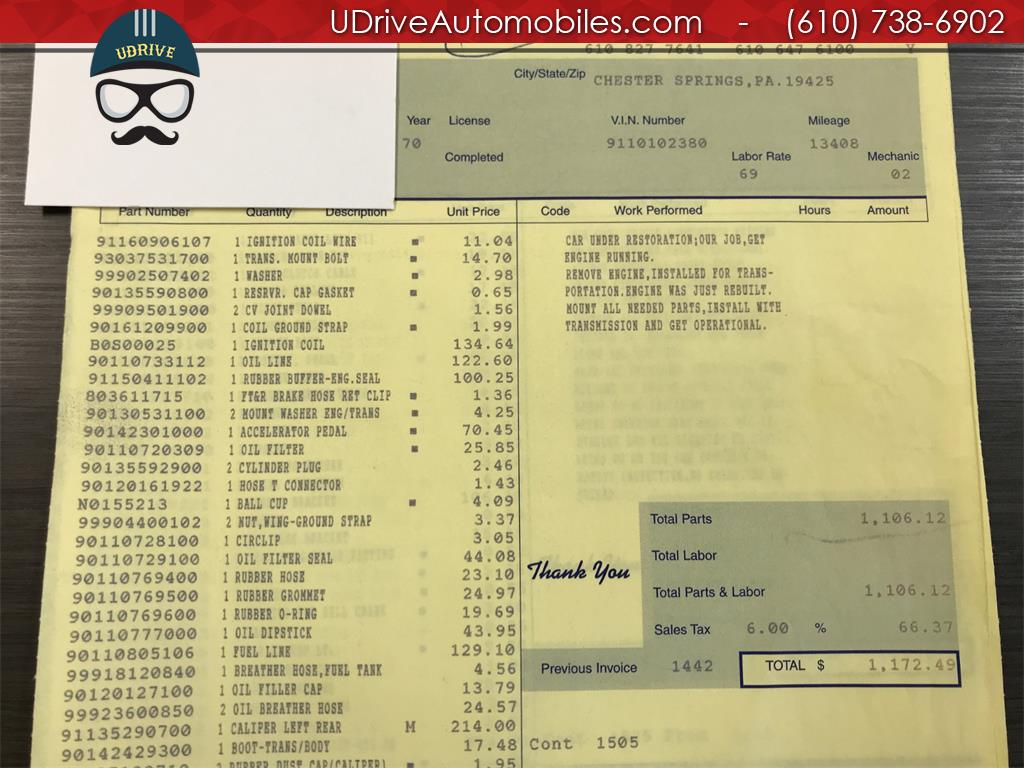 UDriveAutomobiles.com - (610) 738-6902
UDRIVE
610 827 7641 610 647 6100 Y
City/State/Zip CHESTER SPRINGS,PA.19425
Year License V.I.N. Number Mileage
70 9110102380 13408
Completed Labor Rate Mechanic
69 02
Part Number Quantity Description Unit Price Code Work Performed Hours Amount
91160906107 1 IGNITION COIL WIRE ■ 11.04
93037531700 1 TRANS. MOUNT BOLT ■ 14.70
99902507402 1 WASHER ■ 2.98
90135590800 1 RESRVR. CAP GASKET ■ 0.65
99909501900 2 CV JOINT DOWEL 1.56
90161209900 1 COIL GROUND STRAP ■ 1.99
B0S00025 1 IGNITION COIL 134.64
90110733112 1 OIL LINE 122.60
91150411102 1 RUBBER BUFFER-ENG.SEAL 100.25
803611715 1 FT&R BRAKE HOSE RET CLIP ■ 1.36
90130531100 2 MOUNT WASHER ENG/TRANS ■ 4.25
90142301000 1 ACCELERATOR PEDAL ■ 70.45
90110720309 1 OIL FILTER ■ 25.85
90135592900 2 CYLINDER PLUG 2.46
90120161922 1 HOSE T CONNECTOR 1.43
N0155213 1 BALL CUP ■ 4.09
99904400102 2 NUT,WING-GROUND STRAP 3.37
90110728100 1 CIRCLIP 3.05
90110729100 1 OIL FILTER SEAL 44.08
90110769400 1 RUBBER HOSE 23.10
90110769500 1 RUBBER GROMMET 24.97
90110769600 1 RUBBER O-RING 19.69
90110777000 1 OIL DIPSTICK 43.95
90110805106 1 FUEL LINE 129.10
99918120840 1 BREATHER HOSE,FUEL TANK 4.56
90120127100 1 OIL FILLER CAP 13.79
99923600850 2 OIL BREATHER HOSE 24.57
91135290700 1 CALIPER LEFT REAR M 214.00
90142429300 1 BOOT-TRANS/BODY 17.48
2 RUBBER DUST CAP(CALIPER) ■ 1.95
CAR UNDER RESTORATION;OUR JOB,GET
ENGINE RUNNING.
REMOVE ENGINE,INSTALLED FOR TRANS-
PORTATION.ENGINE WAS JUST REBUILT.
MOUNT ALL NEEDED PARTS,INSTALL WITH
TRANSMISSION AND GET OPERATIONAL.
Total Parts 1,106.12
Total Labor
Thank You
Total Parts & Labor 1,106.12
Sales Tax 6.00 % 66.37
Previous Invoice 1442 TOTAL $ 1,172.49
Cont 1505